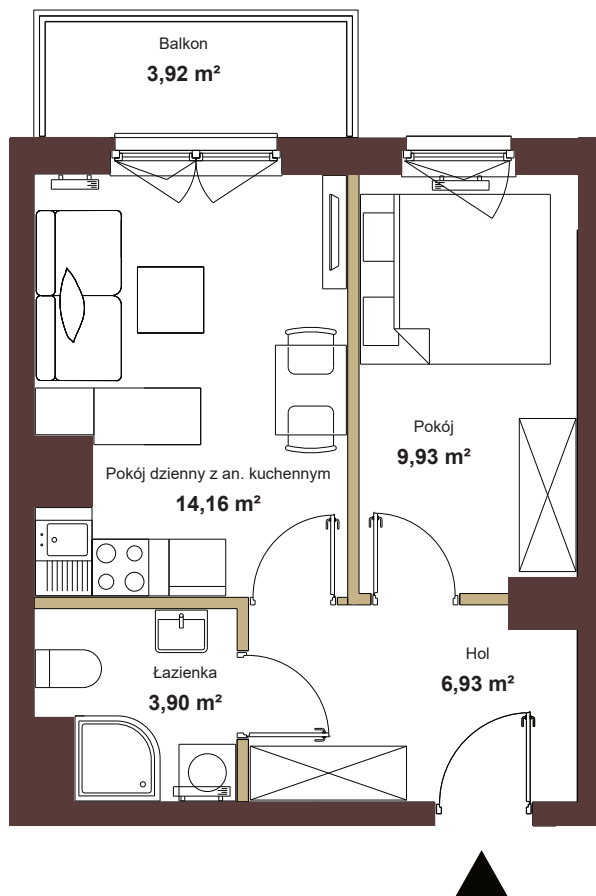 Balkon
3,92 m²
Pokój
9,93 m²
Pokój dzienny z an. kuchennym
14,16 m²
Hol
6,93 m²
Łazienka
3,90 m²